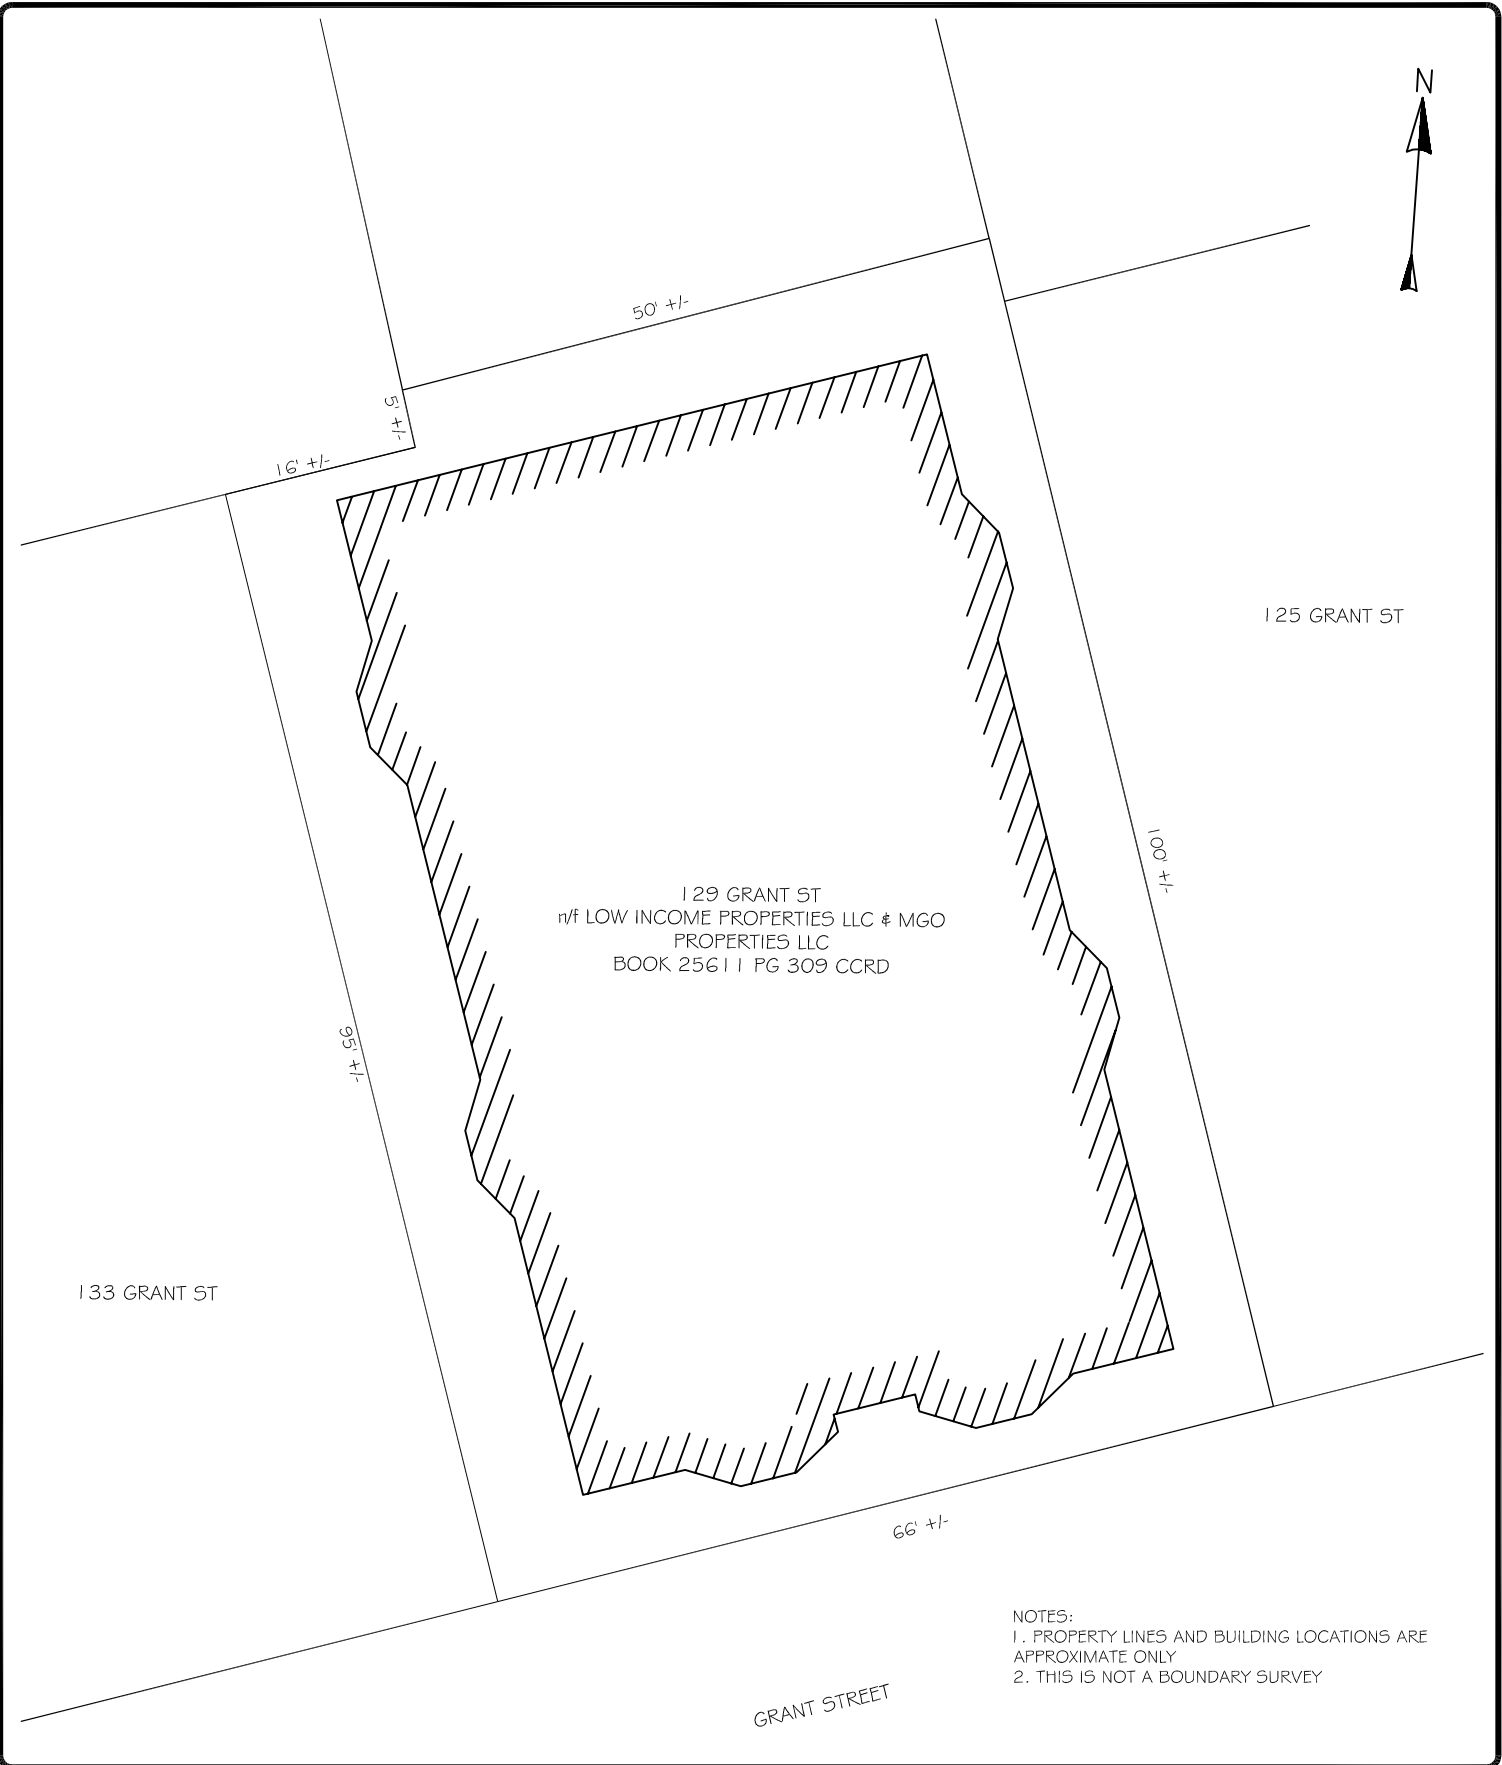 N
50' +/-
5' +/-
16' +/-
125 GRANT ST
100' +/-
129 GRANT ST
n/f LOW INCOME PROPERTIES LLC & MGO
PROPERTIES LLC
BOOK 25611 PG 309 CCRD
95' +/-
133 GRANT ST
66' +/-
NOTES:
1. PROPERTY LINES AND BUILDING LOCATIONS ARE
APPROXIMATE ONLY
2. THIS IS NOT A BOUNDARY SURVEY
GRANT STREET